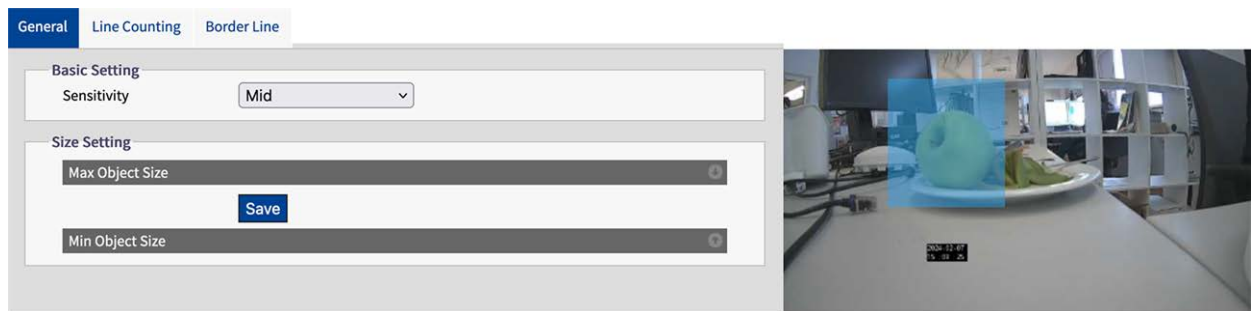 General
Line Counting
Border Line
Basic Setting
Sensitivity Mid
Size Setting
Max Object Size
Save
Min Object Size